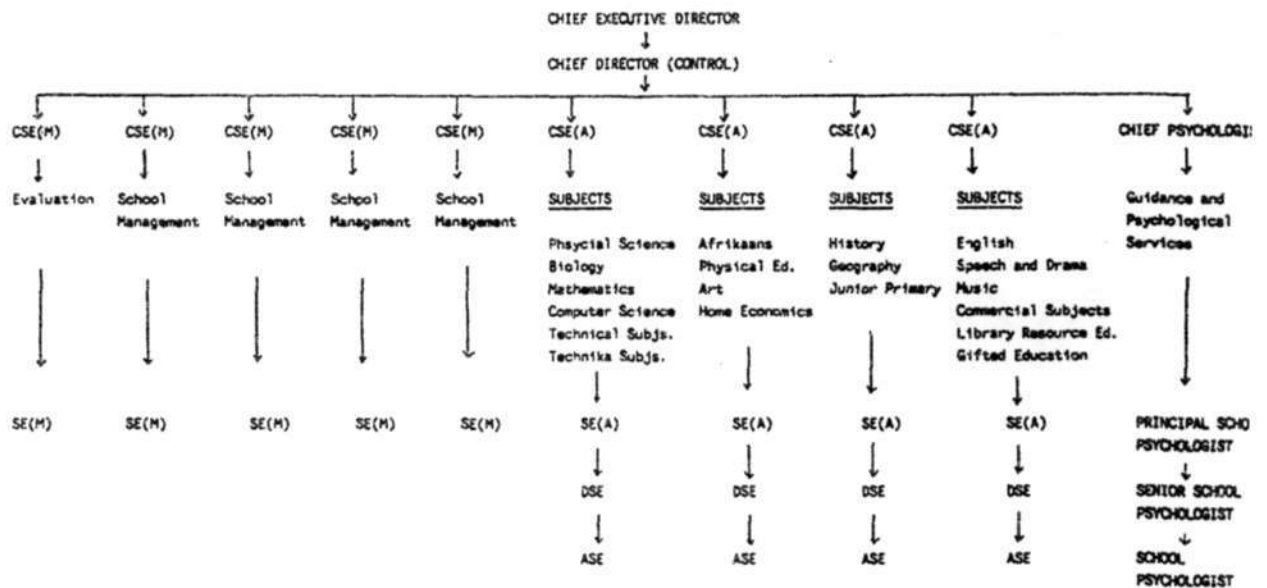 CHIEF EXECUTIVE DIRECTOR
CHIEF DIRECTOR (CONTROL)
CSE(M) CSE(M) CSE(M) CSE(M) CSE(M) CSE(A) CSE(A) CSE(A) CSE(A) CHIEF PSYCHOLOGI
Evaluation
School
Management
School
Management
School
Management
School
Management
SUBJECTS
Phsycial Science
Biology
Mathematics
Computer Science
Technical Subjs.
Technika Subjs.
SUBJECTS
Afrikaans
Physical Ed.
Art
Home Economics
SUBJECTS
History
Geography
Junior Primary
SUBJECTS
English
Speech and Drama
Music
Commercial Subjects
Library Resource Ed.
Gifted Education
Guidance and
Psychological
Services
SE(M) SE(M) SE(M) SE(M) SE(M) SE(A) SE(A) SE(A) SE(A)
PRINCIPAL SCHO
PSYCHOLOGIST
DSE DSE DSE DSE
SENIOR SCHOOL
PSYCHOLOGIST
ASE ASE ASE ASE
SCHOOL
PSYCHOLOGIST